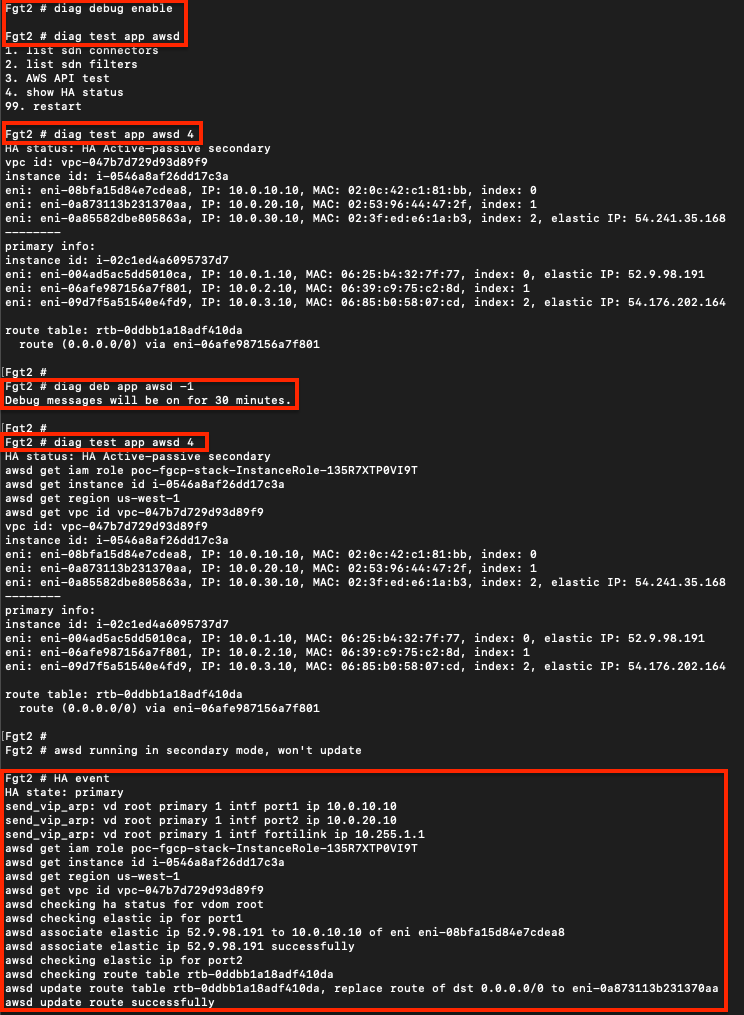 Fgt2 # diag debug enable
Fgt2 # diag test app awsd
1. list sdn connectors
2. list sdn filters
3. AWS API test
4. show HA status
99. restart
Fgt2 # diag test app awsd 4
HA status: HA Active-passive secondary
vpc id: vpc-047b7d729d93d89f9
instance id: i-0546a8af26dd17c3a
eni: eni-08bfa15d84e7cdea8, IP: 10.0.10.10, MAC: 02:0c:42:c1:81:bb, index: 0
eni: eni-0a873113b231370aa, IP: 10.0.20.10, MAC: 02:53:96:44:47:2f, index: 1
eni: eni-0a85582dbe805863a, IP: 10.0.30.10, MAC: 02:3f:ed:e6:1a:b3, index: 2, elastic IP: 54.241.35.168
--------
primary info:
instance id: i-02c1ed4a6095737d7
eni: eni-004ad5ac5dd5010ca, IP: 10.0.1.10, MAC: 06:25:b4:32:7f:77, index: 0, elastic IP: 52.9.98.191
eni: eni-06afe987156a7f801, IP: 10.0.2.10, MAC: 06:39:c9:75:c2:8d, index: 1
eni: eni-09d7f5a51540e4fd9, IP: 10.0.3.10, MAC: 06:85:b0:58:07:cd, index: 2, elastic IP: 54.176.202.164
route table: rtb-0ddbb1a18adf410da
route (0.0.0.0/0) via eni-06afe987156a7f801
[Fgt2 #
Fgt2 # diag deb app awsd -1
Debug messages will be on for 30 minutes.
[Fgt2 #
Fgt2 # diag test app awsd 4
HA status: HA Active-passive secondary
awsd get iam role poc-fgcp-stack-InstanceRole-135R7XTP0VI9T
awsd get instance id i-0546a8af26dd17c3a
awsd get region us-west-1
awsd get vpc id vpc-047b7d729d93d89f9
vpc id: vpc-047b7d729d93d89f9
instance id: i-0546a8af26dd17c3a
eni: eni-08bfa15d84e7cdea8, IP: 10.0.10.10, MAC: 02:0c:42:c1:81:bb, index: 0
eni: eni-0a873113b231370aa, IP: 10.0.20.10, MAC: 02:53:96:44:47:2f, index: 1
eni: eni-0a85582dbe805863a, IP: 10.0.30.10, MAC: 02:3f:ed:e6:1a:b3, index: 2, elastic IP: 54.241.35.168
--------
primary info:
instance id: i-02c1ed4a6095737d7
eni: eni-004ad5ac5dd5010ca, IP: 10.0.1.10, MAC: 06:25:b4:32:7f:77, index: 0, elastic IP: 52.9.98.191
eni: eni-06afe987156a7f801, IP: 10.0.2.10, MAC: 06:39:c9:75:c2:8d, index: 1
eni: eni-09d7f5a51540e4fd9, IP: 10.0.3.10, MAC: 06:85:b0:58:07:cd, index: 2, elastic IP: 54.176.202.164
route table: rtb-0ddbb1a18adf410da
route (0.0.0.0/0) via eni-06afe987156a7f801
[Fgt2 #
Fgt2 # awsd running in secondary mode, won't update
Fgt2 # HA event
HA state: primary
send_vip_arp: vd root primary 1 intf port1 ip 10.0.10.10
send_vip_arp: vd root primary 1 intf port2 ip 10.0.20.10
send_vip_arp: vd root primary 1 intf fortilink ip 10.255.1.1
awsd get iam role poc-fgcp-stack-InstanceRole-135R7XTP0VI9T
awsd get instance id i-0546a8af26dd17c3a
awsd get region us-west-1
awsd get vpc id vpc-047b7d729d93d89f9
awsd checking ha status for vdom root
awsd checking elastic ip for port1
awsd associate elastic ip 52.9.98.191 to 10.0.10.10 of eni eni-08bfa15d84e7cdea8
awsd associate elastic ip 52.9.98.191 successfully
awsd checking elastic ip for port2
awsd checking route table rtb-0ddbb1a18adf410da
awsd update route table rtb-0ddbb1a18adf410da, replace route of dst 0.0.0.0/0 to eni-0a873113b231370aa
awsd update route successfully